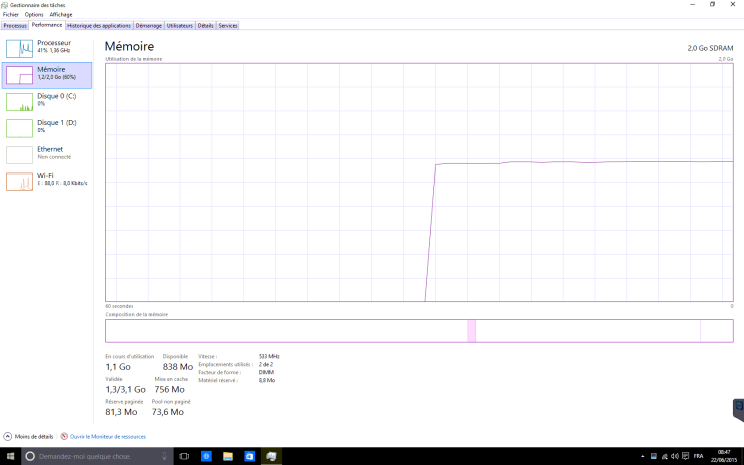 Gestionnaire des tâches
Fichier Options Affichage
Processus Performance Historique des applications Démarrage Utilisateurs Détails Services
Processeur
41% 1,36 GHz
Mémoire
1,2/2,0 Go (60%)
Disque 0 (C:)
0%
Disque 1 (D:)
0%
Ethernet
Non connecté
Wi-Fi
E : 88,0 R : 8,0 Kbits/s
Mémoire
2,0 Go SDRAM
Utilisation de la mémoire
2,0 Go
60 secondes
0
Composition de la mémoire
En cours d'utilisation
1,1 Go
Disponible
838 Mo
Validée
1,3/3,1 Go
Mise en cache
756 Mo
Réserve paginée
81,3 Mo
Pool non paginé
73,6 Mo
Vitesse : 533 MHz
Emplacements utilisés : 2 de 2
Facteur de forme : DIMM
Matériel réservé : 8,8 Mo
Moins de détails
Ouvrir le Moniteur de ressources
Demandez-moi quelque chose.
FRA
08:47
22/06/2015